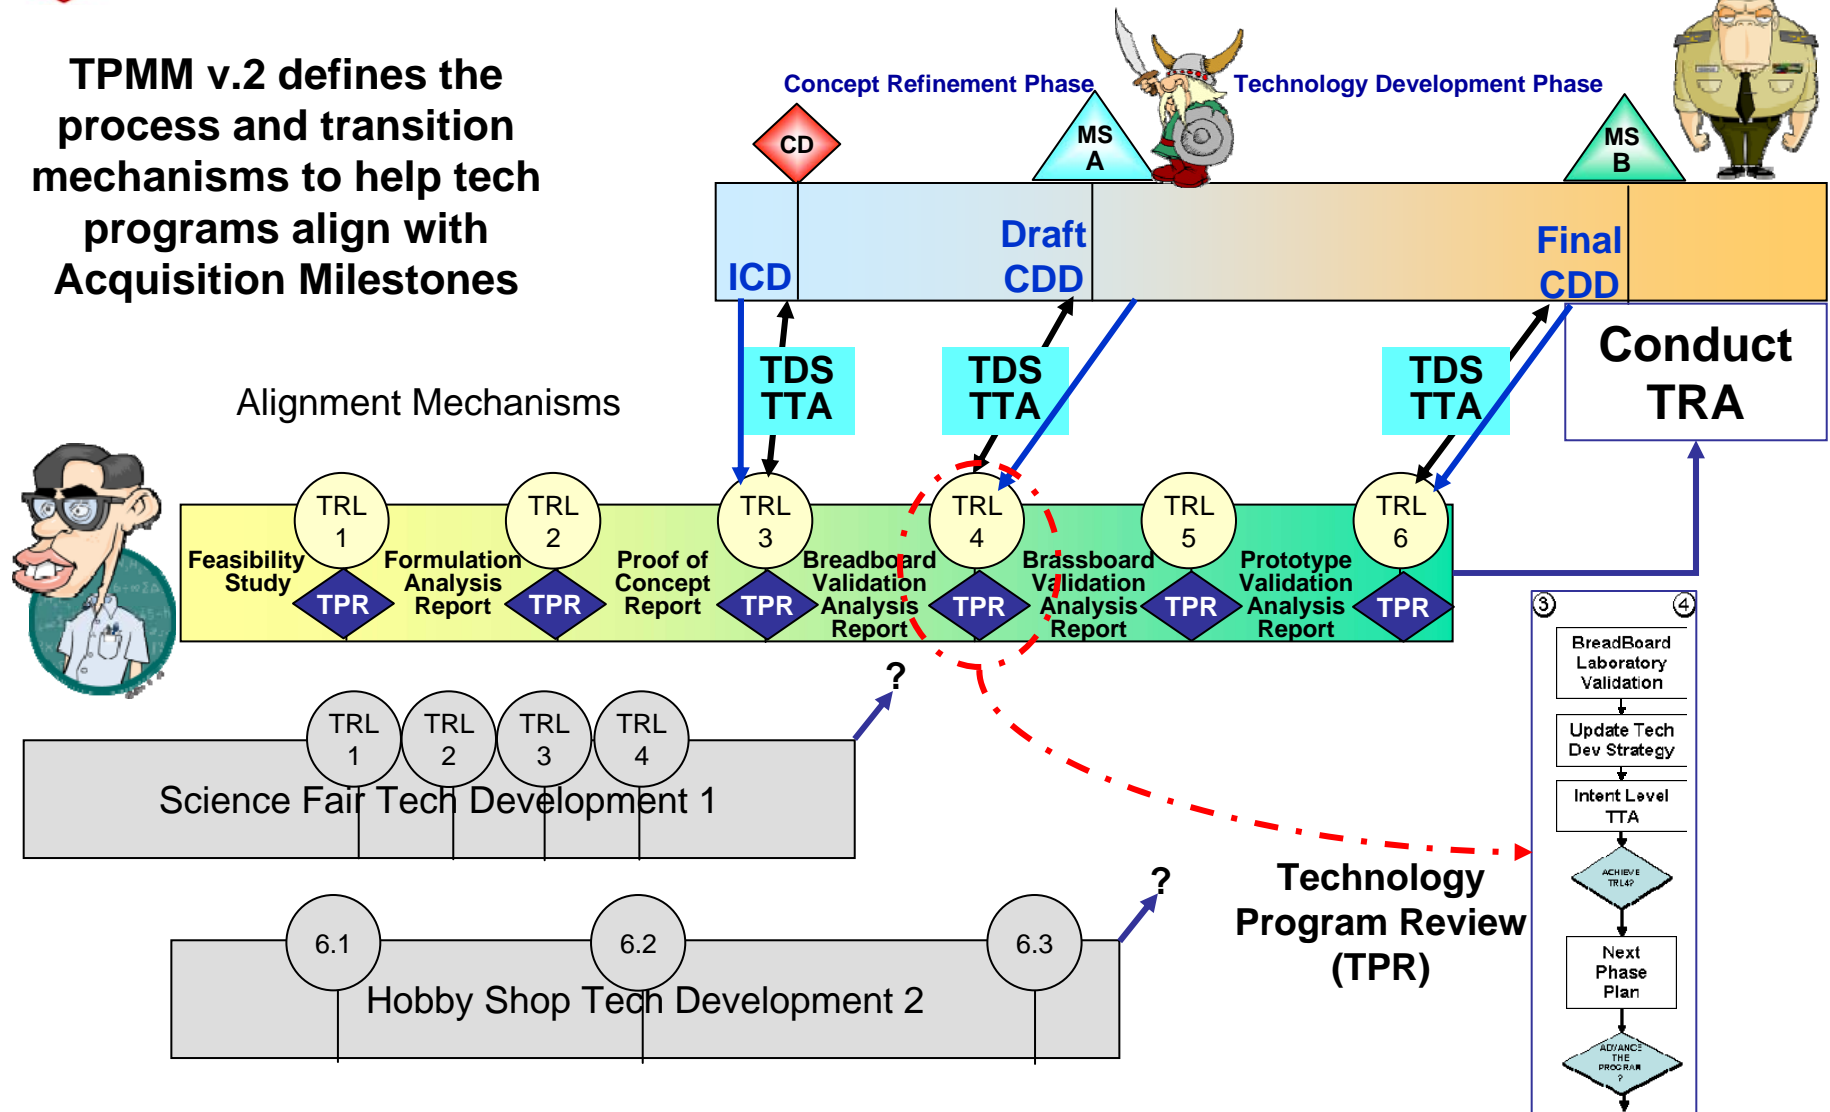 TPMM v.2 defines the
process and transition
mechanisms to help tech
programs align with
Acquisition Milestones
Concept Refinement Phase
Technology Development Phase
CD
MS
A
MS
B
ICD
Draft
CDD
Final
CDD
Conduct
TRA
TDS
TTA
TDS
TTA
TDS
TTA
Alignment Mechanisms
TRL
1
TRL
2
TRL
3
TRL
4
TRL
5
TRL
6
Feasibility
Study
Formulation
Analysis
Report
Proof of
Concept
Report
Breadboard
Validation
Analysis
Report
Brassboard
Validation
Analysis
Report
Prototype
Validation
Analysis
Report
TPR
TPR
TPR
TPR
TPR
TPR
?
TRL
1
TRL
2
TRL
3
TRL
4
Science Fair Tech Development 1
?
6.1
6.2
6.3
Hobby Shop Tech Development 2
Technology
Program Review
(TPR)
3
4
BreadBoard
Laboratory
Validation
Update Tech
Dev Strategy
Intent Level
TTA
ACHIEVE
TRL4?
Next
Phase
Plan
ADVANCE
THE
PROGRAM
?